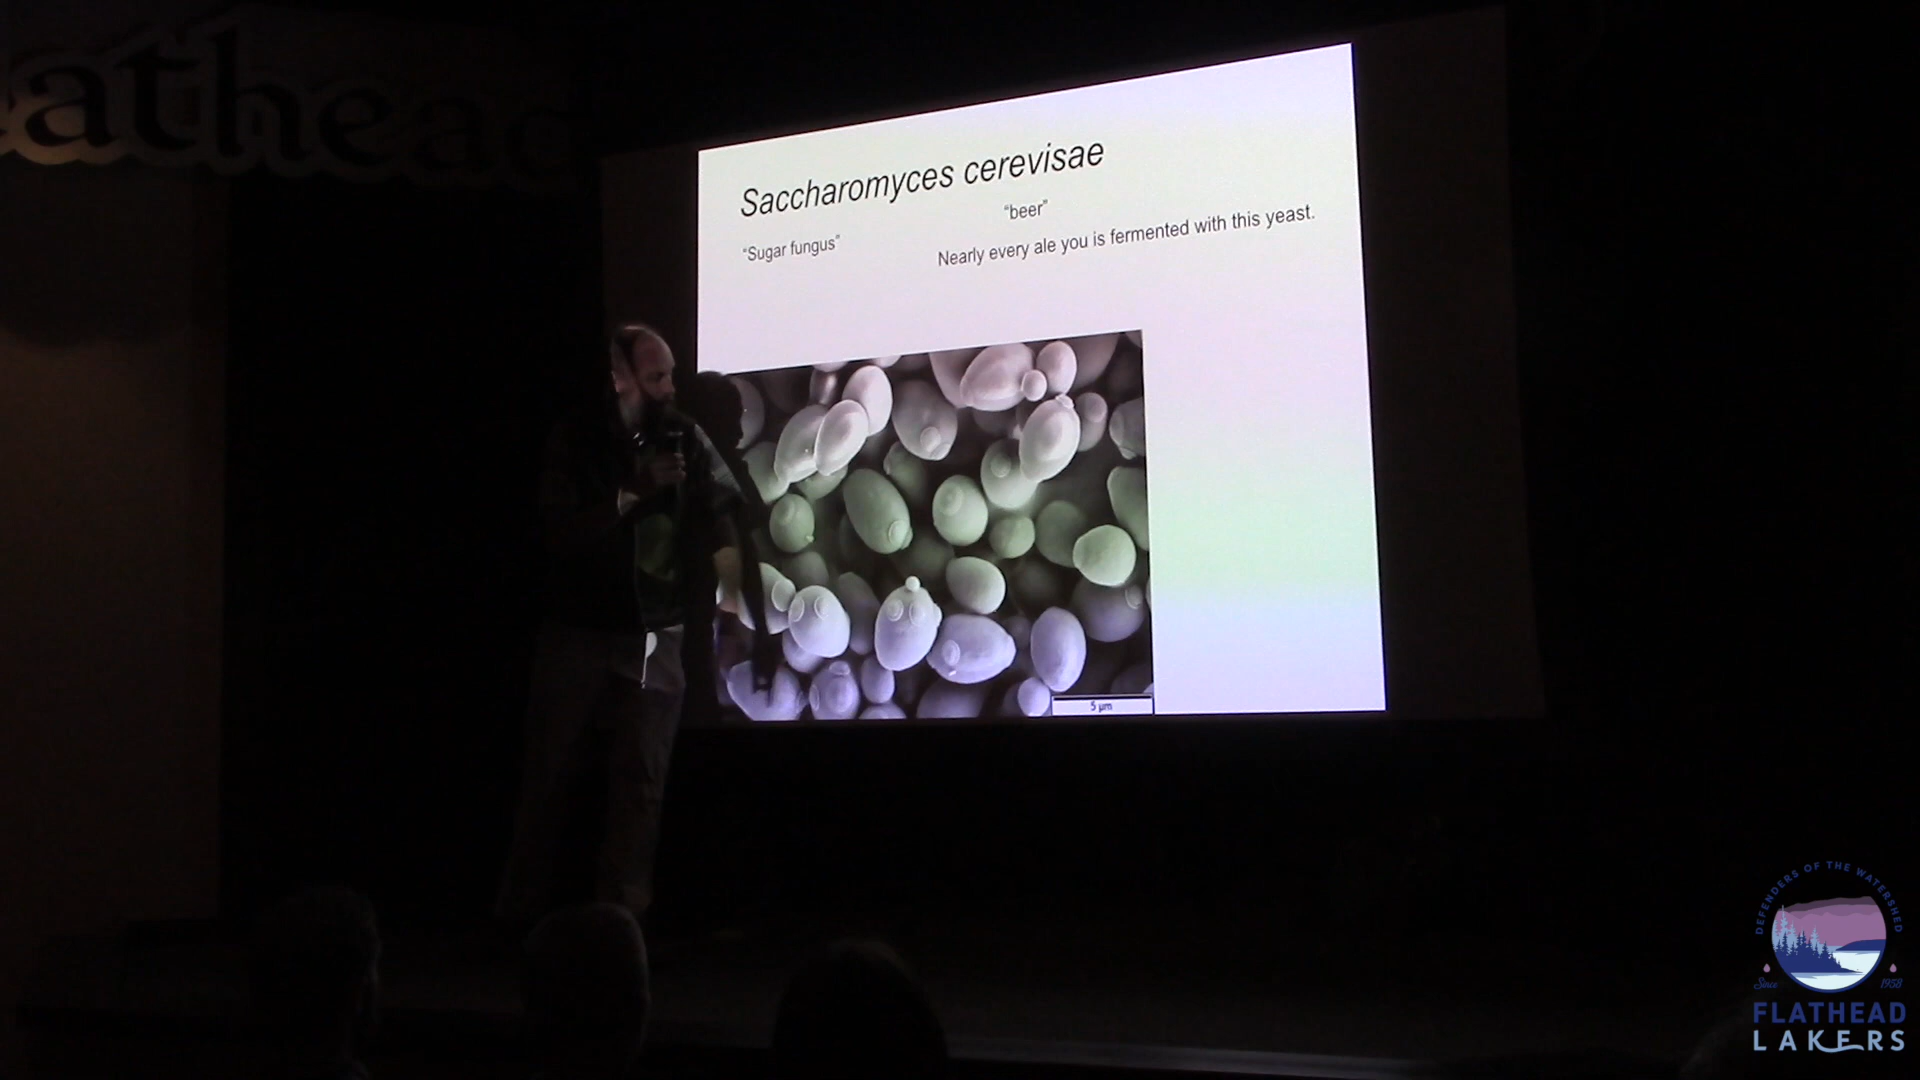 athead
Saccharomyces cerevisae
"beer"
"Sugar fungus"
Nearly every ale you is fermented with this yeast.
5 µm
DEFENDERS OF THE WATERSHED
Since 1958
FLATHEAD
LAKERS